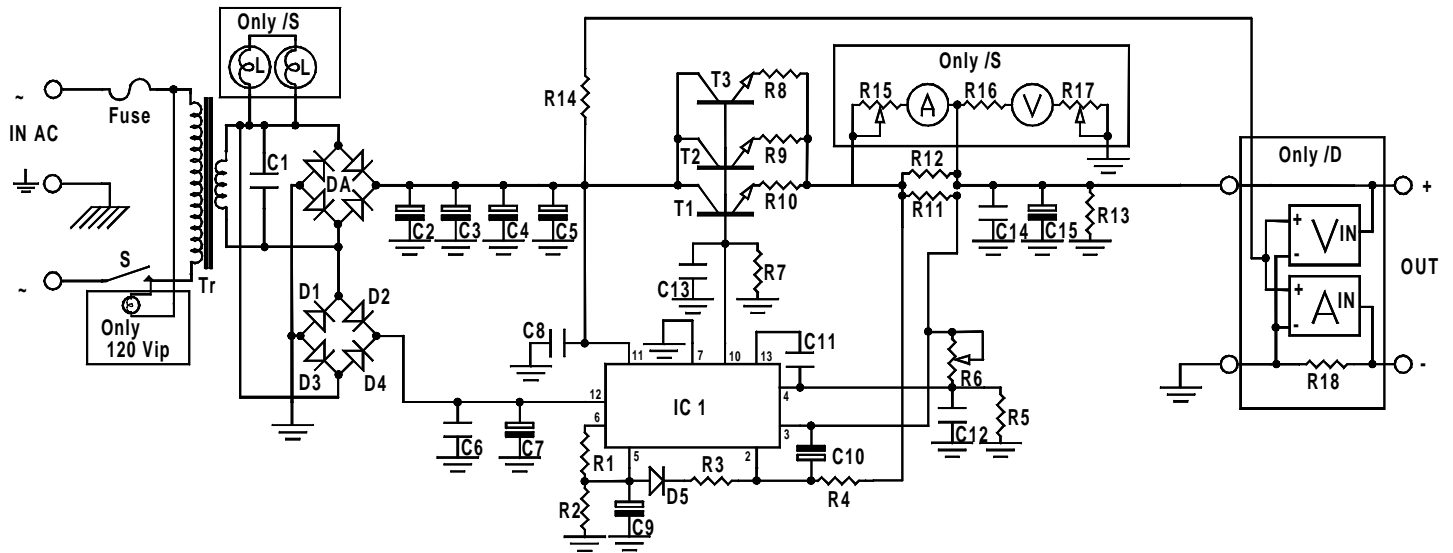 Only /S
L L
~
IN AC
~
Fuse
S
Only
120 Vip
Tr
C1
DA
D1 D2
D3 D4
C2 C3 C4 C5
R14
T3 R8
T2 R9
T1 R10
C13 R7
Only /S
R15 A R16 V R17
R12
R11
C14 C15 R13
C8
11 7 10 13
C11
12
6
IC 1
4
3
5 2
C6 C7
R1
R2
C9
D5
R3
C10
R4
R6
C12
R5
Only /D
+
-
V IN
+
-
A IN
R18
+
OUT
-